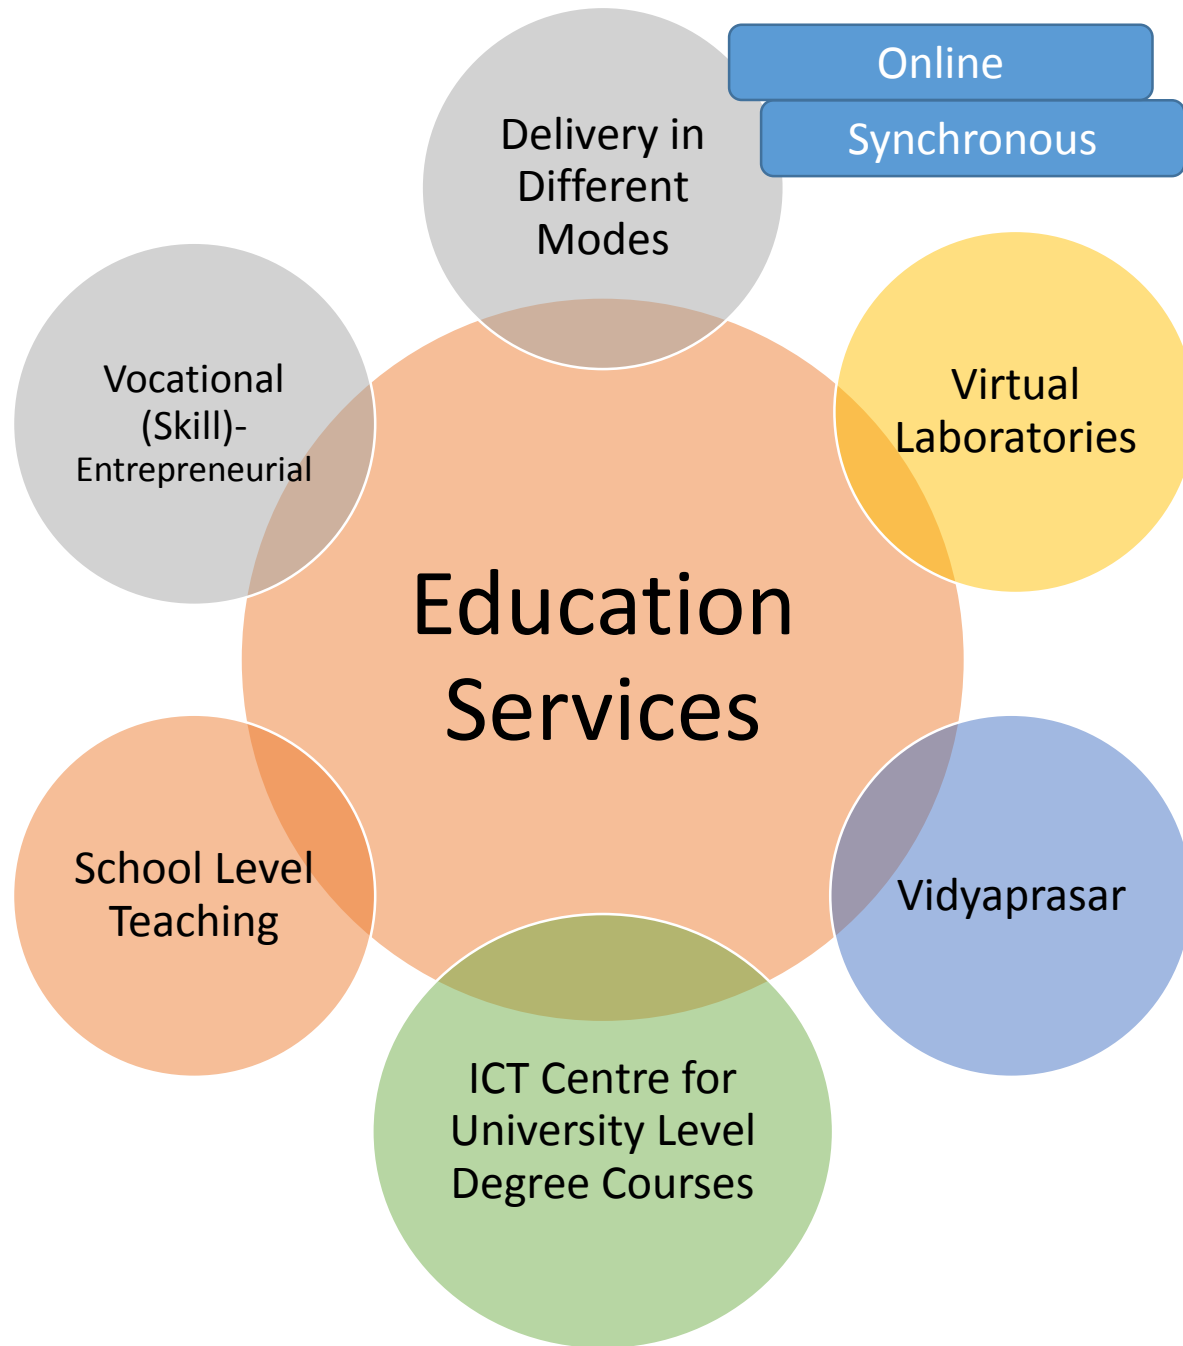 Online
Synchronous
Delivery in
Different
Modes
Virtual
Laboratories
Vocational
(Skill)-
Entrepreneurial
Education
Services
School Level
Teaching
Vidyaprasar
ICT Centre for
University Level
Degree Courses